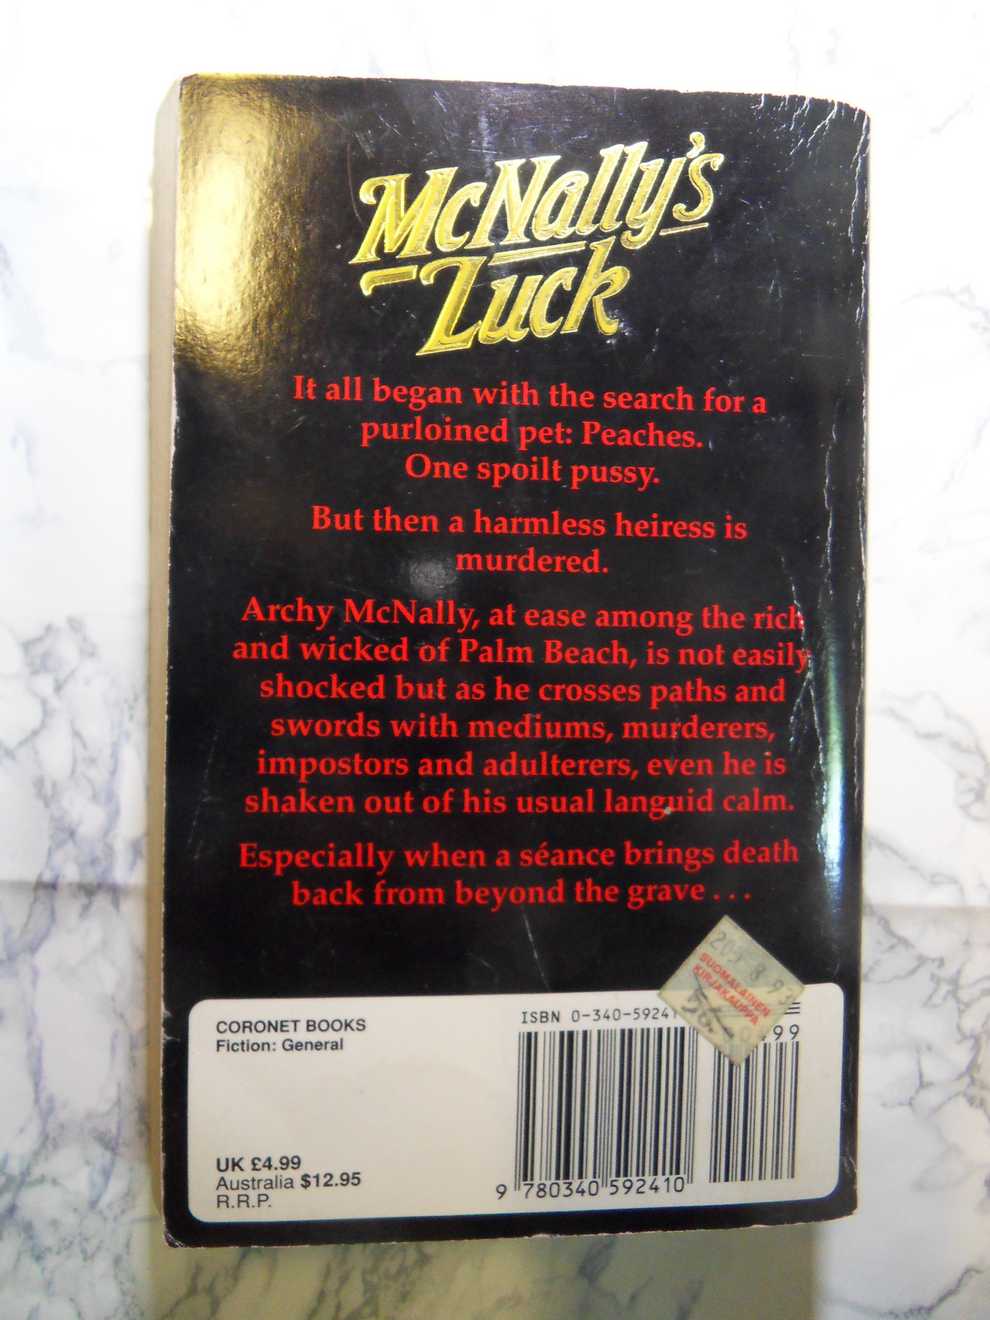 McNally's
Luck
It all began with the search for a
purloined pet: Peaches.
One spoilt pussy.
But then a harmless heiress is
murdered.
Archy McNally, at ease among the rich
and wicked of Palm Beach, is not easily
shocked but as he crosses paths and
swords with mediums, murderers,
impostors and adulterers, even he is
shaken out of his usual languid calm.
Especially when a séance brings death
back from beyond the grave . . .
CORONET BOOKS
Fiction: General
UK £4.99
Australia $12.95
R.R.P.
ISBN 0-340-5924
SUOMALAINEN
KIRJAKAUPPA
99
9 780340 592410